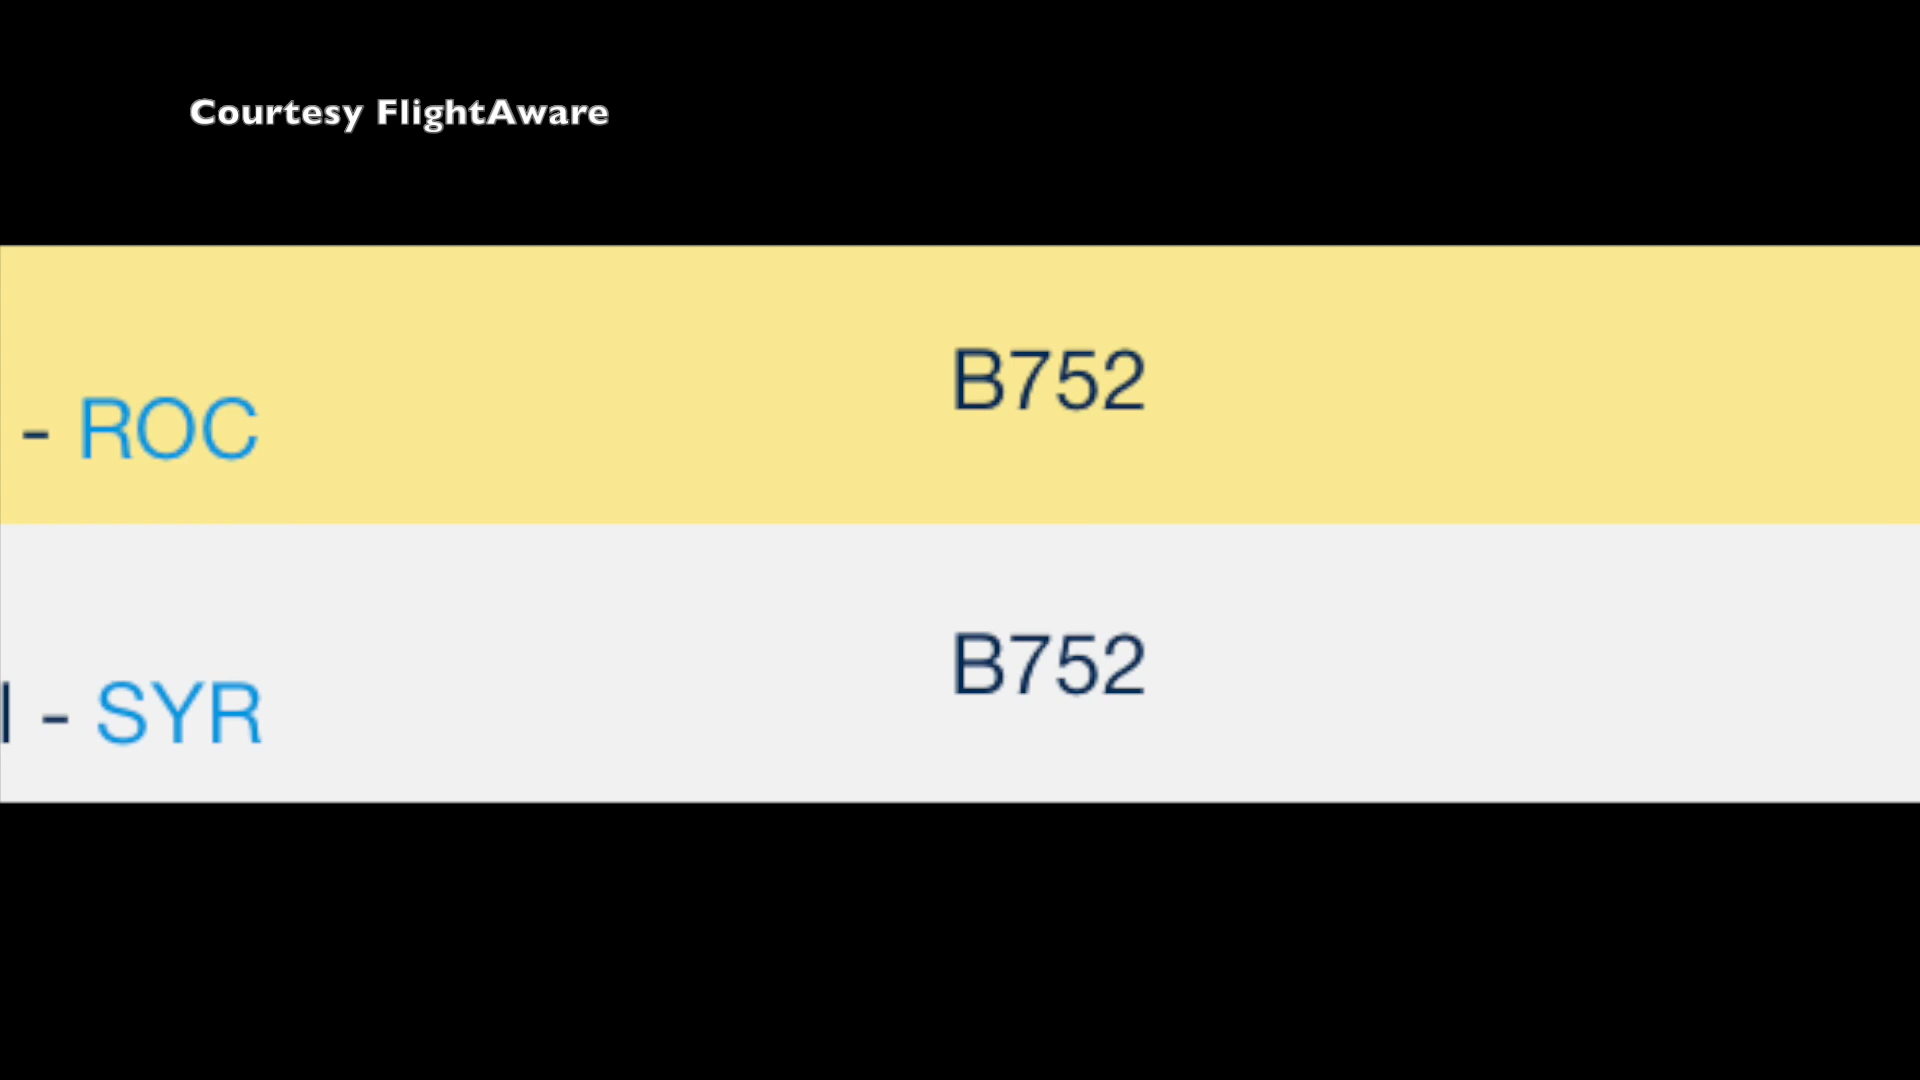 Courtesy FlightAware
- ROC
B752
- SYR
B752